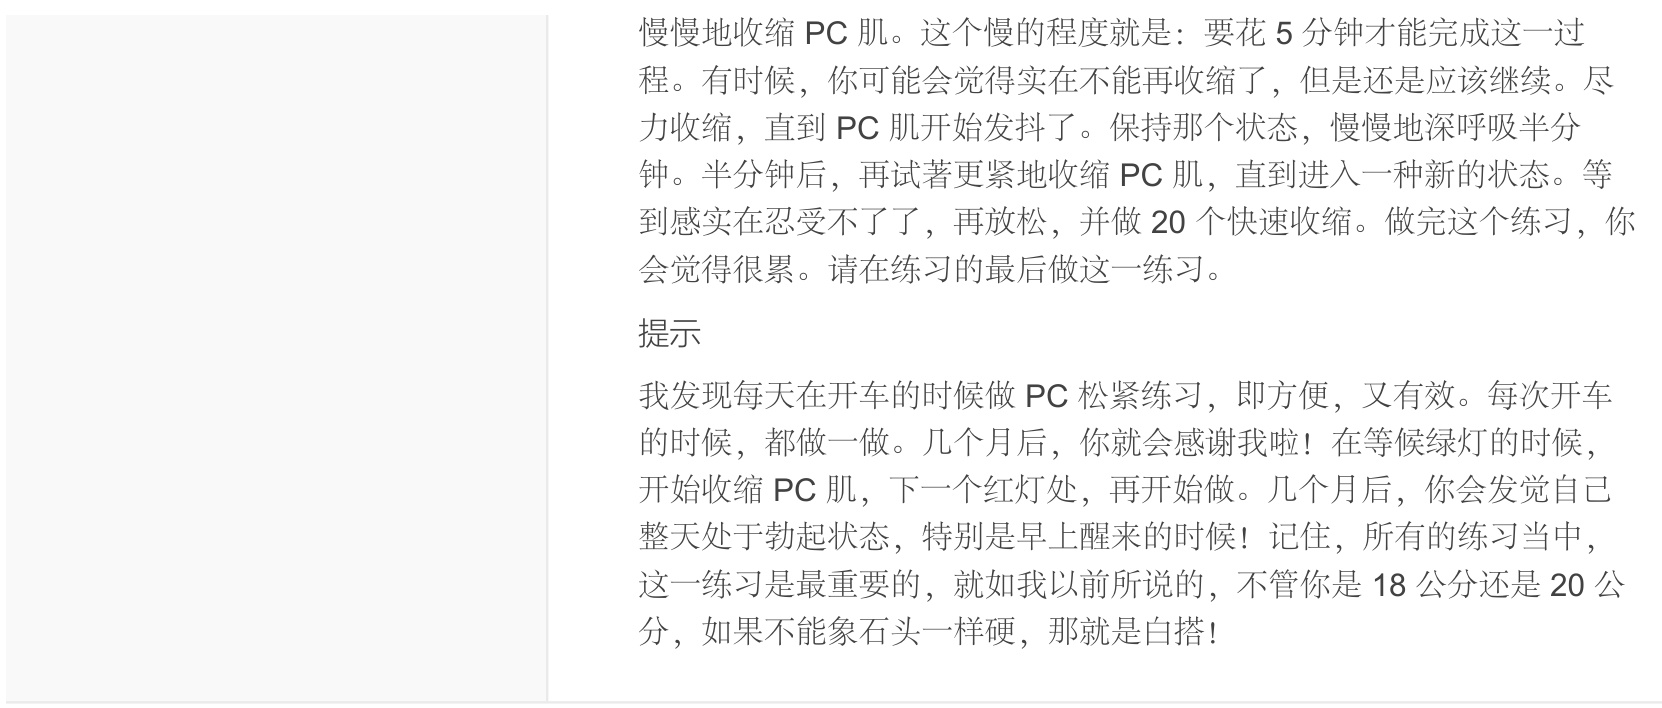 慢慢地收缩 PC 肌。这个慢的程度就是：要花 5 分钟才能完成这一过
程。有时候，你可能会觉得实在不能再收缩了，但是还是应该继续。尽
力收缩，直到 PC 肌开始发抖了。保持那个状态，慢慢地深呼吸半分
钟。半分钟后，再试著更紧地收缩 PC 肌，直到进入一种新的状态。等
到感实在忍受不了了，再放松，并做 20 个快速收缩。做完这个练习，你
会觉得很累。请在练习的最后做这一练习。
提示
我发现每天在开车的时候做 PC 松紧练习，即方便，又有效。每次开车
的时候，都做一做。几个月后，你就会感谢我啦！在等候绿灯的时候，
开始收缩 PC 肌，下一个红灯处，再开始做。几个月后，你会发觉自己
整天处于勃起状态，特别是早上醒来的时候！记住，所有的练习当中，
这一练习是最重要的，就如我以前所说的，不管你是 18 公分还是 20 公
分，如果不能象石头一样硬，那就是白搭！